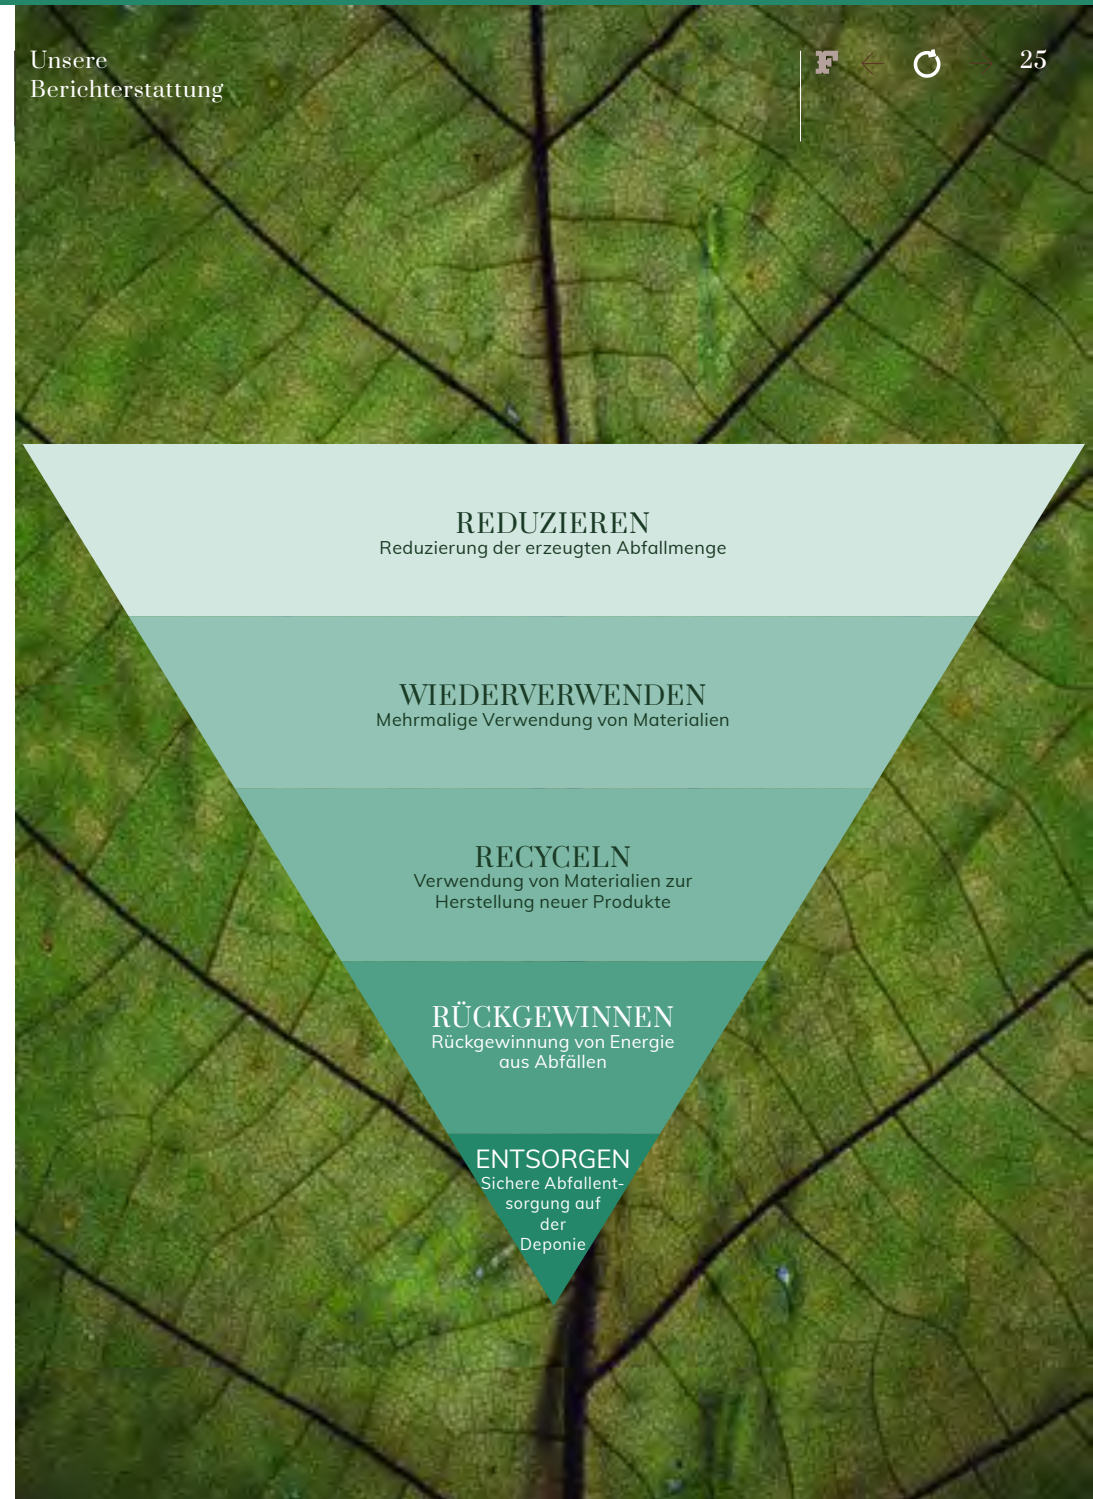 Unsere
Berichterstattung
F
25
REDUZIEREN
Reduzierung der erzeugten Abfallmenge
WIEDERVERWENDEN
Mehrmalige Verwendung von Materialien
RECYCELN
Verwendung von Materialien zur
Herstellung neuer Produkte
RÜCKGEWINNEN
Rückgewinnung von Energie
aus Abfällen
ENTSORGEN
Sichere Abfallent-
sorgung auf
der
Deponie